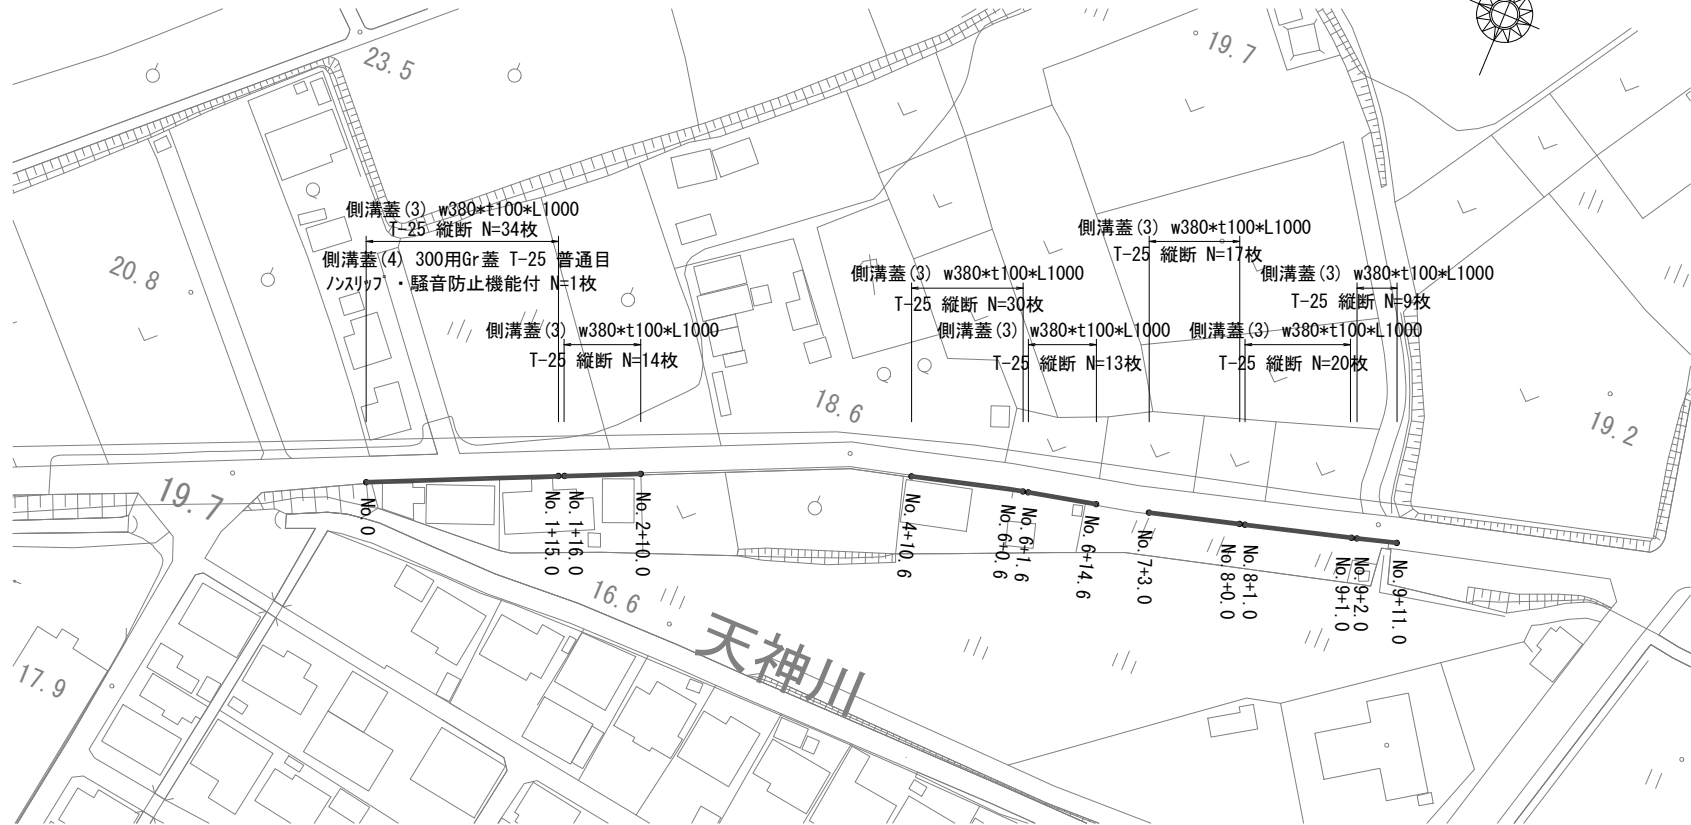 23.5
19.7
側溝蓋(3) w380*t100*L1000
T-25 縦断 N=34枚
側溝蓋(4) 300用Gr蓋 T-25 普通目
ﾉﾝｽﾘｯﾌﾟ・騒音防止機能付 N=1枚
側溝蓋(3) w380*t100*L1000
T-25 縦断 N=14枚
側溝蓋(3) w380*t100*L1000
T-25 縦断 N=30枚
側溝蓋(3) w380*t100*L1000
T-25 縦断 N=13枚
側溝蓋(3) w380*t100*L1000
T-25 縦断 N=17枚
側溝蓋(3) w380*t100*L1000
T-25 縦断 N=9枚
側溝蓋(3) w380*t100*L1000
T-25 縦断 N=20枚
20.8
18.6
19.2
19.7
No.0
No.1+15.0
No.1+16.0
No.2+10.0
No.4+10.6
No.6+0.6
No.6+1.6
No.6+14.6
No.7+3.0
No.8+0.0
No.8+1.0
No.9+1.0
No.9+2.0
No.9+11.0
16.6
天神川
17.9